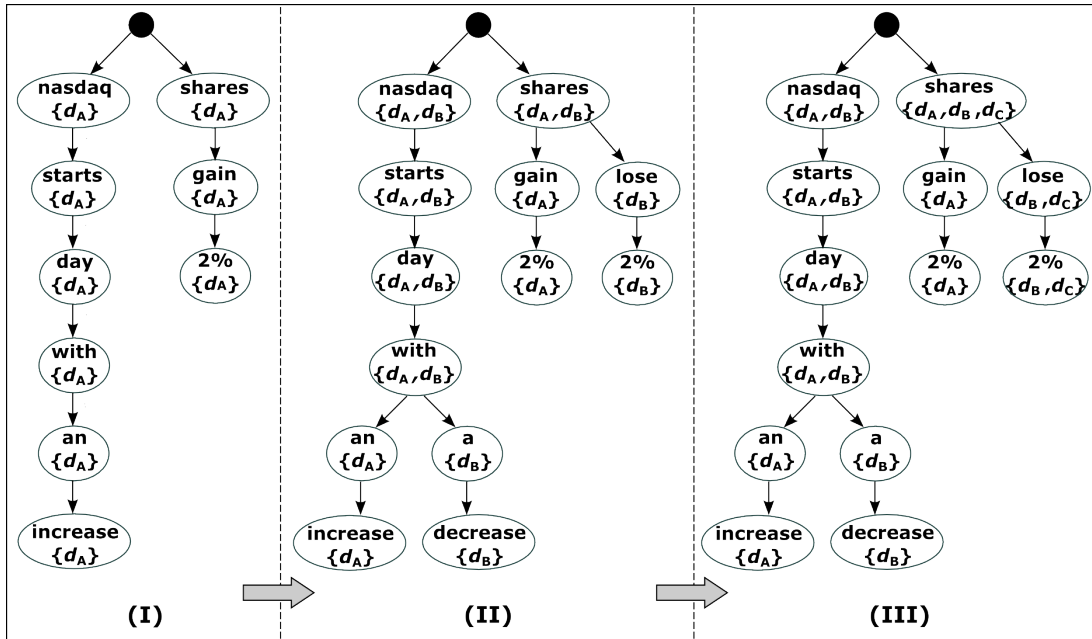 nasdaq
{dA}
shares
{dA}
starts
{dA}
gain
{dA}
day
{dA}
2%
{dA}
with
{dA}
an
{dA}
increase
{dA}
(I)
nasdaq
{dA,dB}
shares
{dA,dB}
starts
{dA,dB}
gain
{dA}
lose
{dB}
day
{dA,dB}
2%
{dA}
2%
{dB}
with
{dA,dB}
an
{dA}
a
{dB}
increase
{dA}
decrease
{dB}
(II)
nasdaq
{dA,dB}
shares
{dA,dB,dC}
starts
{dA,dB}
gain
{dA}
lose
{dB,dC}
day
{dA,dB}
2%
{dA}
2%
{dB,dC}
with
{dA,dB}
an
{dA}
a
{dB}
increase
{dA}
decrease
{dB}
(III)